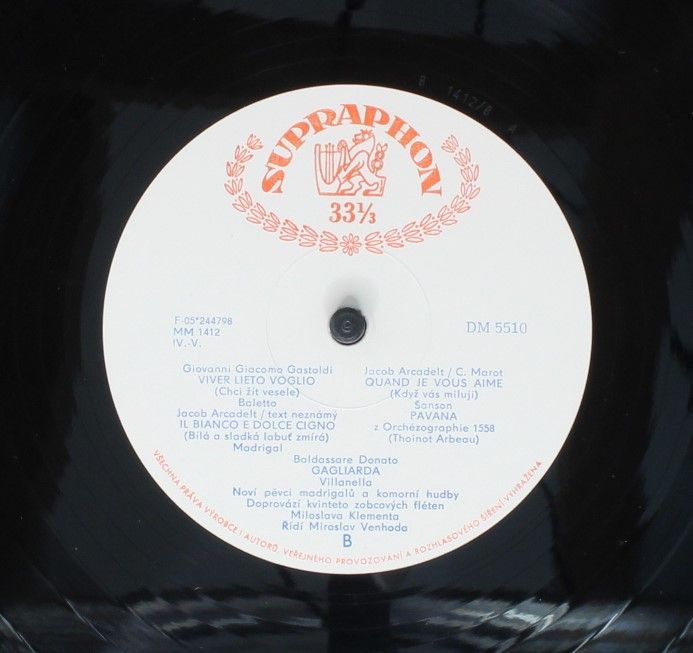 B 1412/B A
SUPRAPHON
33⅓
F-05*244798
MM 1412
IV.-V.
DM 5510
Giovanni Giacomo Gastoldi
VIVER LIETO VOGLIO
(Chci žít vesele)
Baletto
Jacob Arcadelt / text neznámý
IL BIANCO E DOLCE CIGNO
(Bílá a sladká labuť zmírá)
Madrigal
Jacob Arcadelt / C. Marot
QUAND JE VOUS AIME
(Když vás miluji)
Šanson
PAVANA
z Orchézographie 1558
(Thoinot Arbeau)
Baldassare Donato
GAGLIARDA
Villanella
Noví pěvci madrigalů a komorní hudby
Doprovází kvinteto zobcových fléten
Miloslava Klementa
Řídí Miroslav Venhoda
B
VŠECHNA PRÁVA VÝROBCE I AUTORŮ, VEŘEJNÉHO PROVOZOVÁNÍ A ROZHLASOVÉHO ŠÍŘENÍ VYHRAŽENA